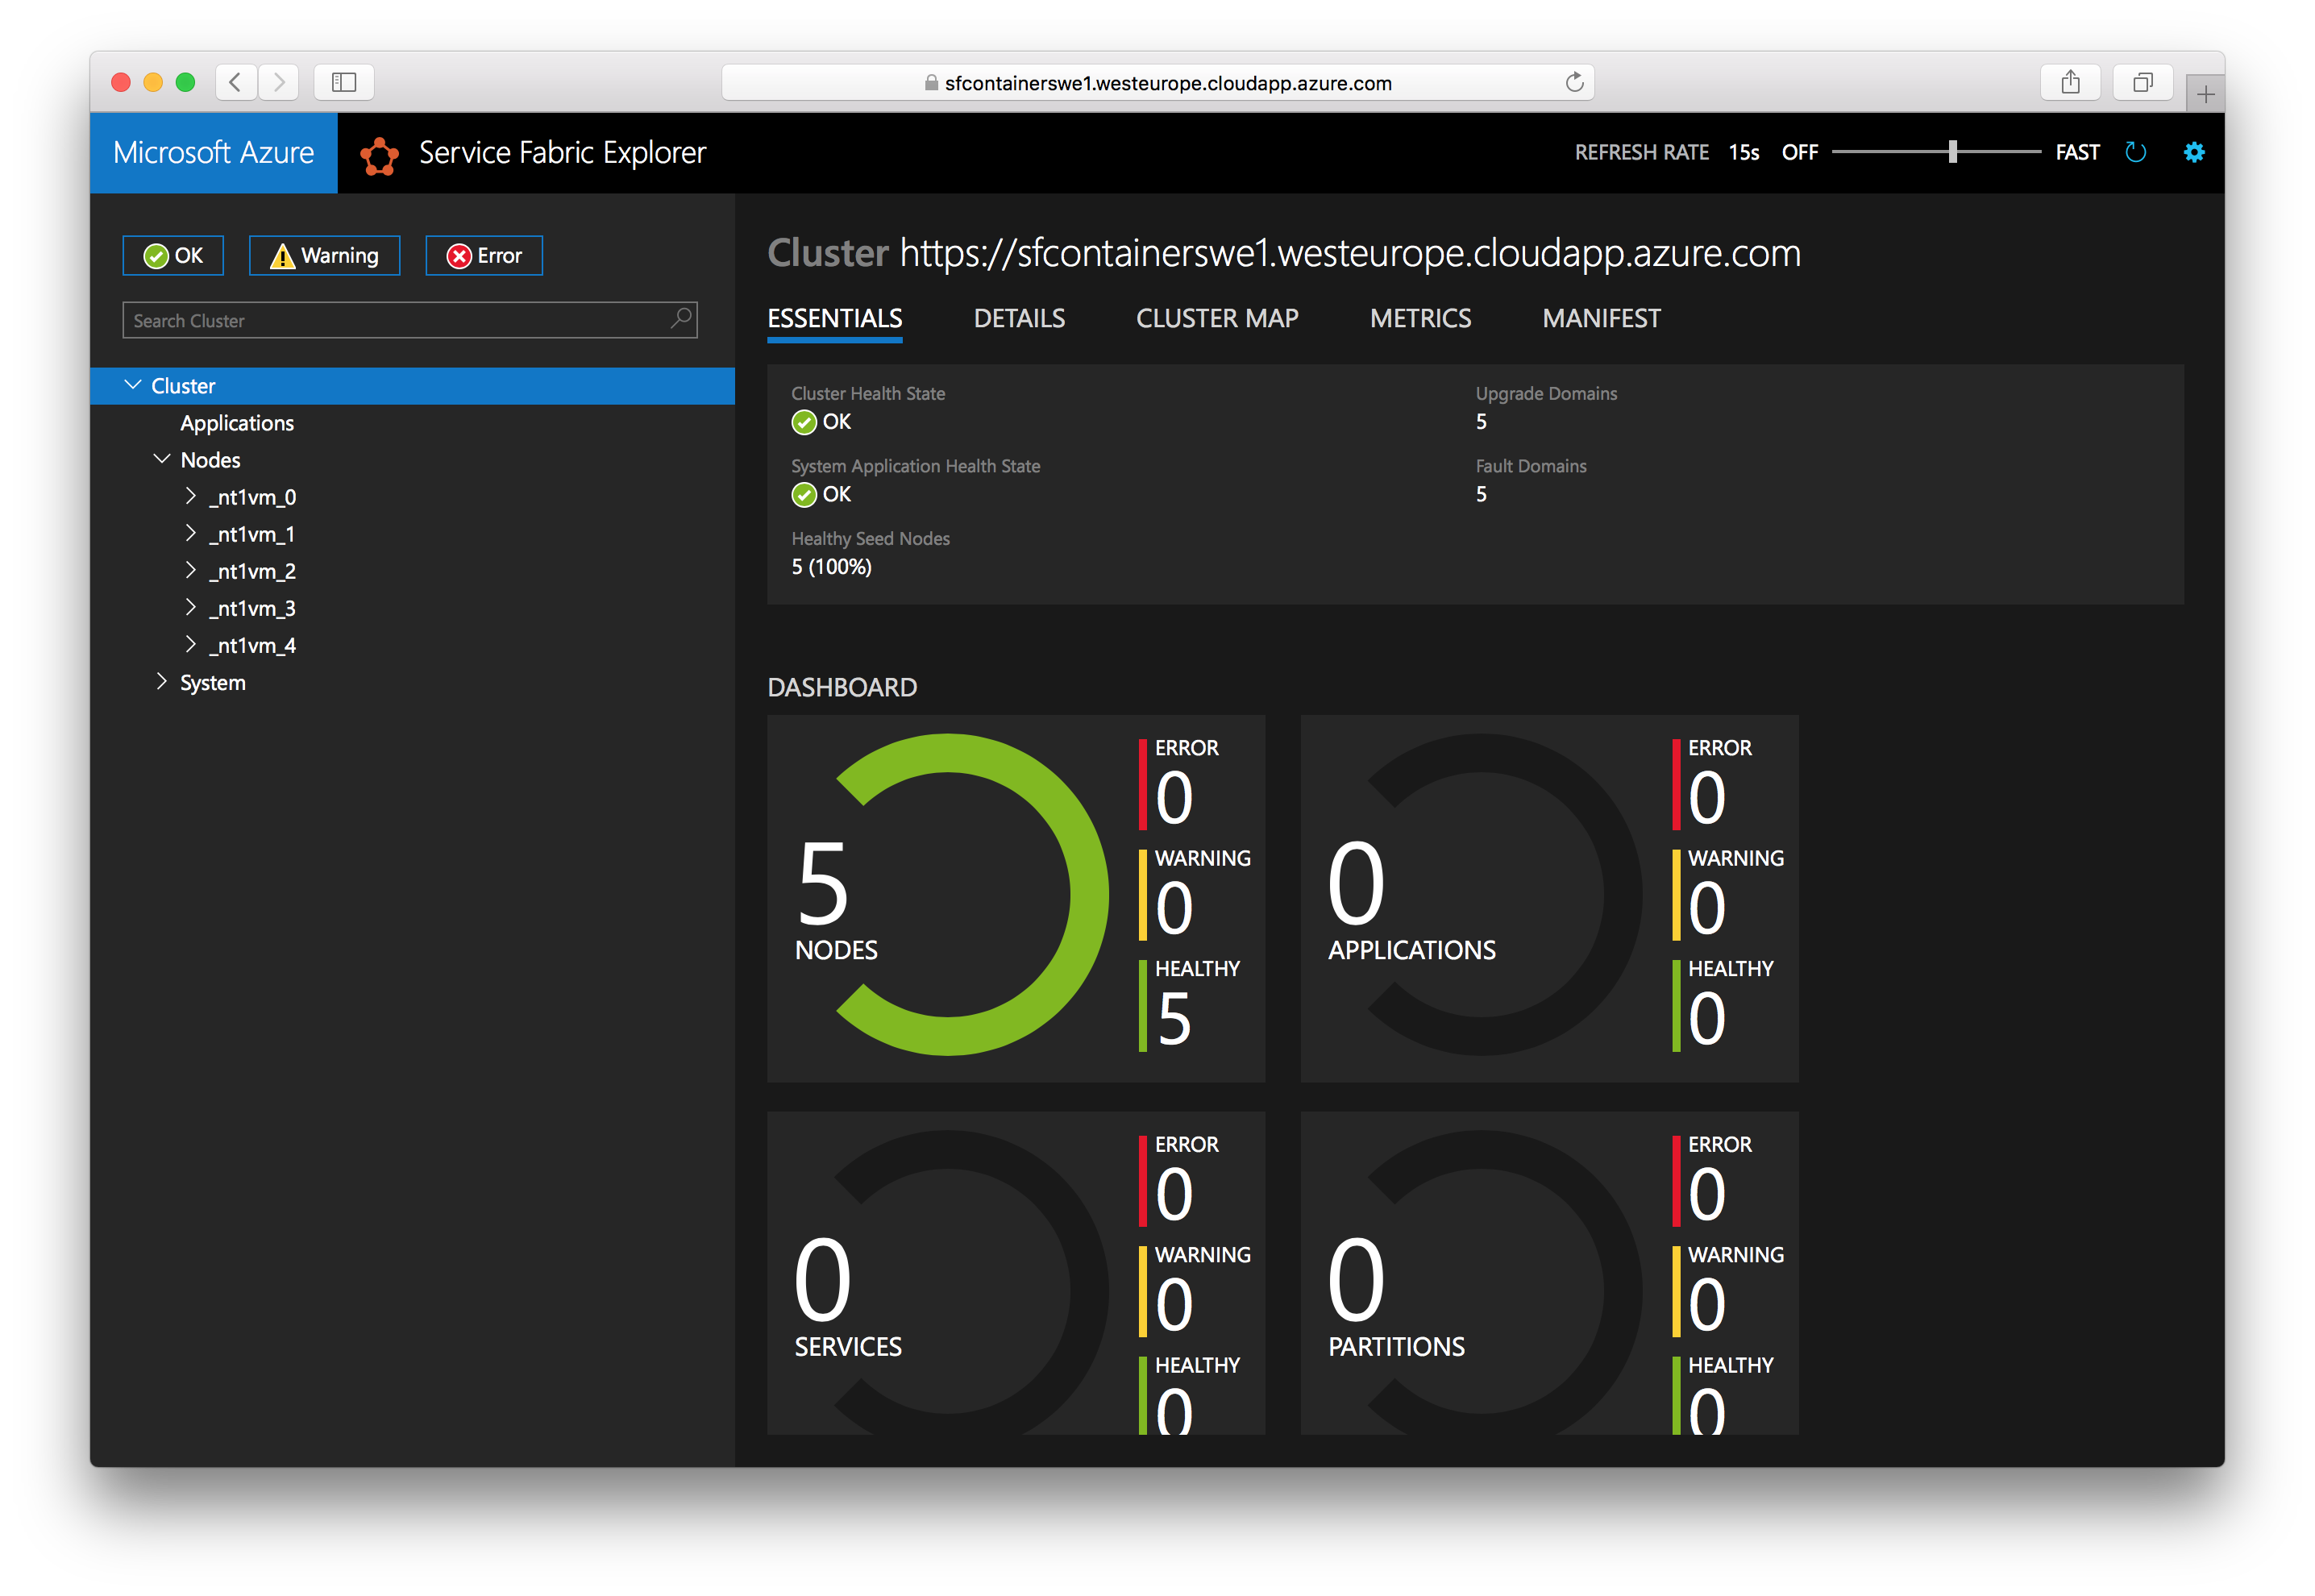 sfcontainerswe1.westeurope.cloudapp.azure.com
Microsoft Azure
Service Fabric Explorer
REFRESH RATE 15s OFF FAST
OK
Warning
Error
Search Cluster
Cluster
Applications
Nodes
_nt1vm_0
_nt1vm_1
_nt1vm_2
_nt1vm_3
_nt1vm_4
System
Cluster https://sfcontainerswe1.westeurope.cloudapp.azure.com
ESSENTIALS DETAILS CLUSTER MAP METRICS MANIFEST
Cluster Health State
OK
System Application Health State
OK
Healthy Seed Nodes
5 (100%)
Upgrade Domains
5
Fault Domains
5
DASHBOARD
5
NODES
ERROR
0
WARNING
0
HEALTHY
5
0
APPLICATIONS
ERROR
0
WARNING
0
HEALTHY
0
0
SERVICES
ERROR
0
WARNING
0
HEALTHY
0
0
PARTITIONS
ERROR
0
WARNING
0
HEALTHY
0